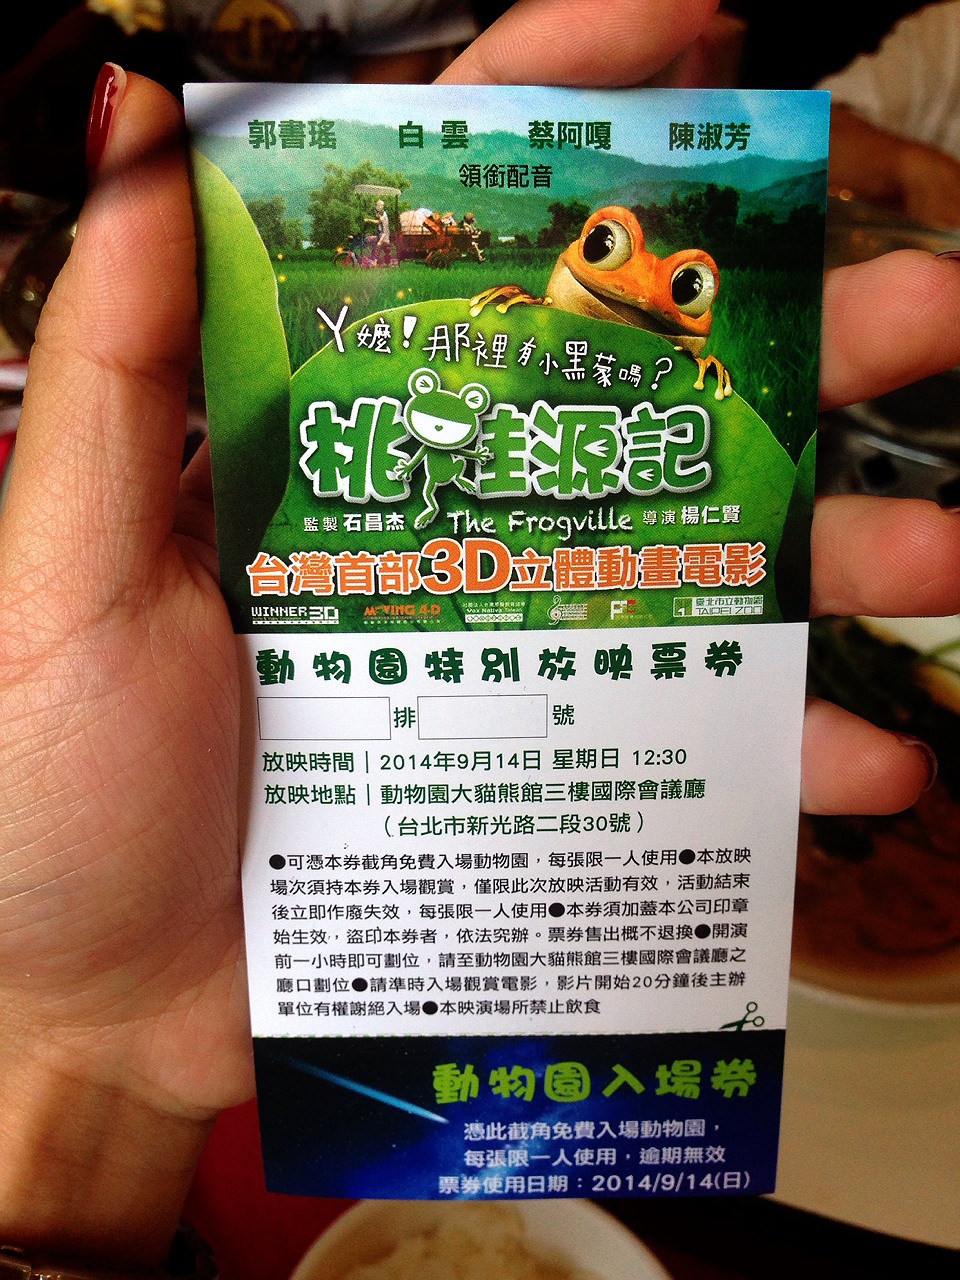 郭書瑤 白雲 蔡阿嘎 陳淑芳
領銜配音
ㄚ嬤!那裡有小黑蒙嗎?
桃蛙源記
監製 石昌杰 The Frogville 導演 楊仁賢
台灣首部3D立體動畫電影
WINNER 3D MOVING 4-D Vox Nativa Taiwan 臺北市立動物園 TAIPEI ZOO
動物園特別放映票券
排 號
放映時間|2014年9月14日 星期日 12:30
放映地點|動物園大貓熊館三樓國際會議廳
(台北市新光路二段30號)
●可憑本券截角免費入場動物園,每張限一人使用●本放映
場次須持本券入場觀賞,僅限此次放映活動有效,活動結束
後立即作廢失效,每張限一人使用●本券須加蓋本公司印章
始生效,盜印本券者,依法究辦。票券售出概不退換●開演
前一小時即可劃位,請至動物園大貓熊館三樓國際會議廳之
廳口劃位●請準時入場觀賞電影,影片開始20分鐘後主辦
單位有權謝絕入場●本映演場所禁止飲食
動物園入場券
憑此截角免費入場動物園,
每張限一人使用,逾期無效
票券使用日期:2014/9/14(日)